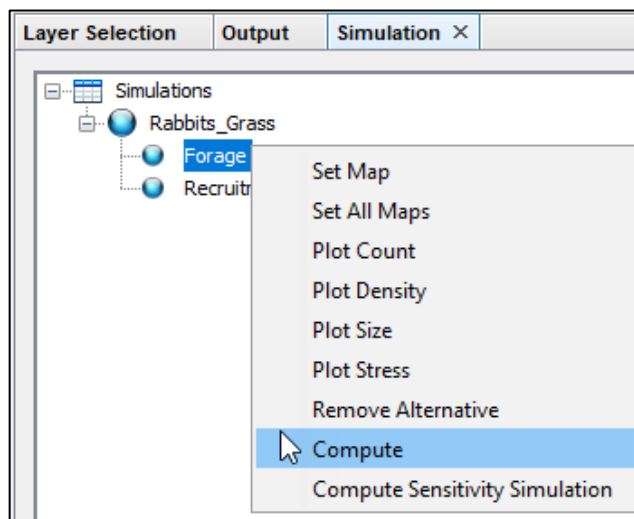 Layer Selection Output Simulation
Simulations
Rabbits_Grass
Forage
Set Map
Set All Maps
Plot Count
Plot Density
Plot Size
Plot Stress
Remove Alternative
Compute
Compute Sensitivity Simulation